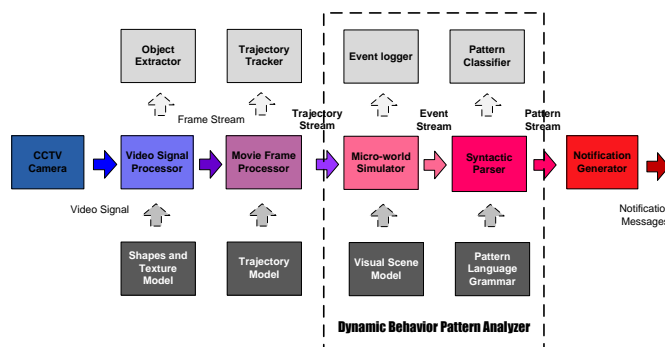 Object
Extractor
Trajectory
Tracker
Event logger
Pattern
Classifier
Frame Stream
Trajectory
Stream
Event
Stream
Pattern
Stream
CCTV
Camera
Video Signal
Processor
Movie Frame
Processor
Micro-world
Simulator
Syntactic
Parser
Notification
Generator
Video Signal
Notification
Messages
Shapes and
Texture
Model
Trajectory
Model
Visual Scene
Model
Pattern
Language
Grammar
Dynamic Behavior Pattern Analyzer